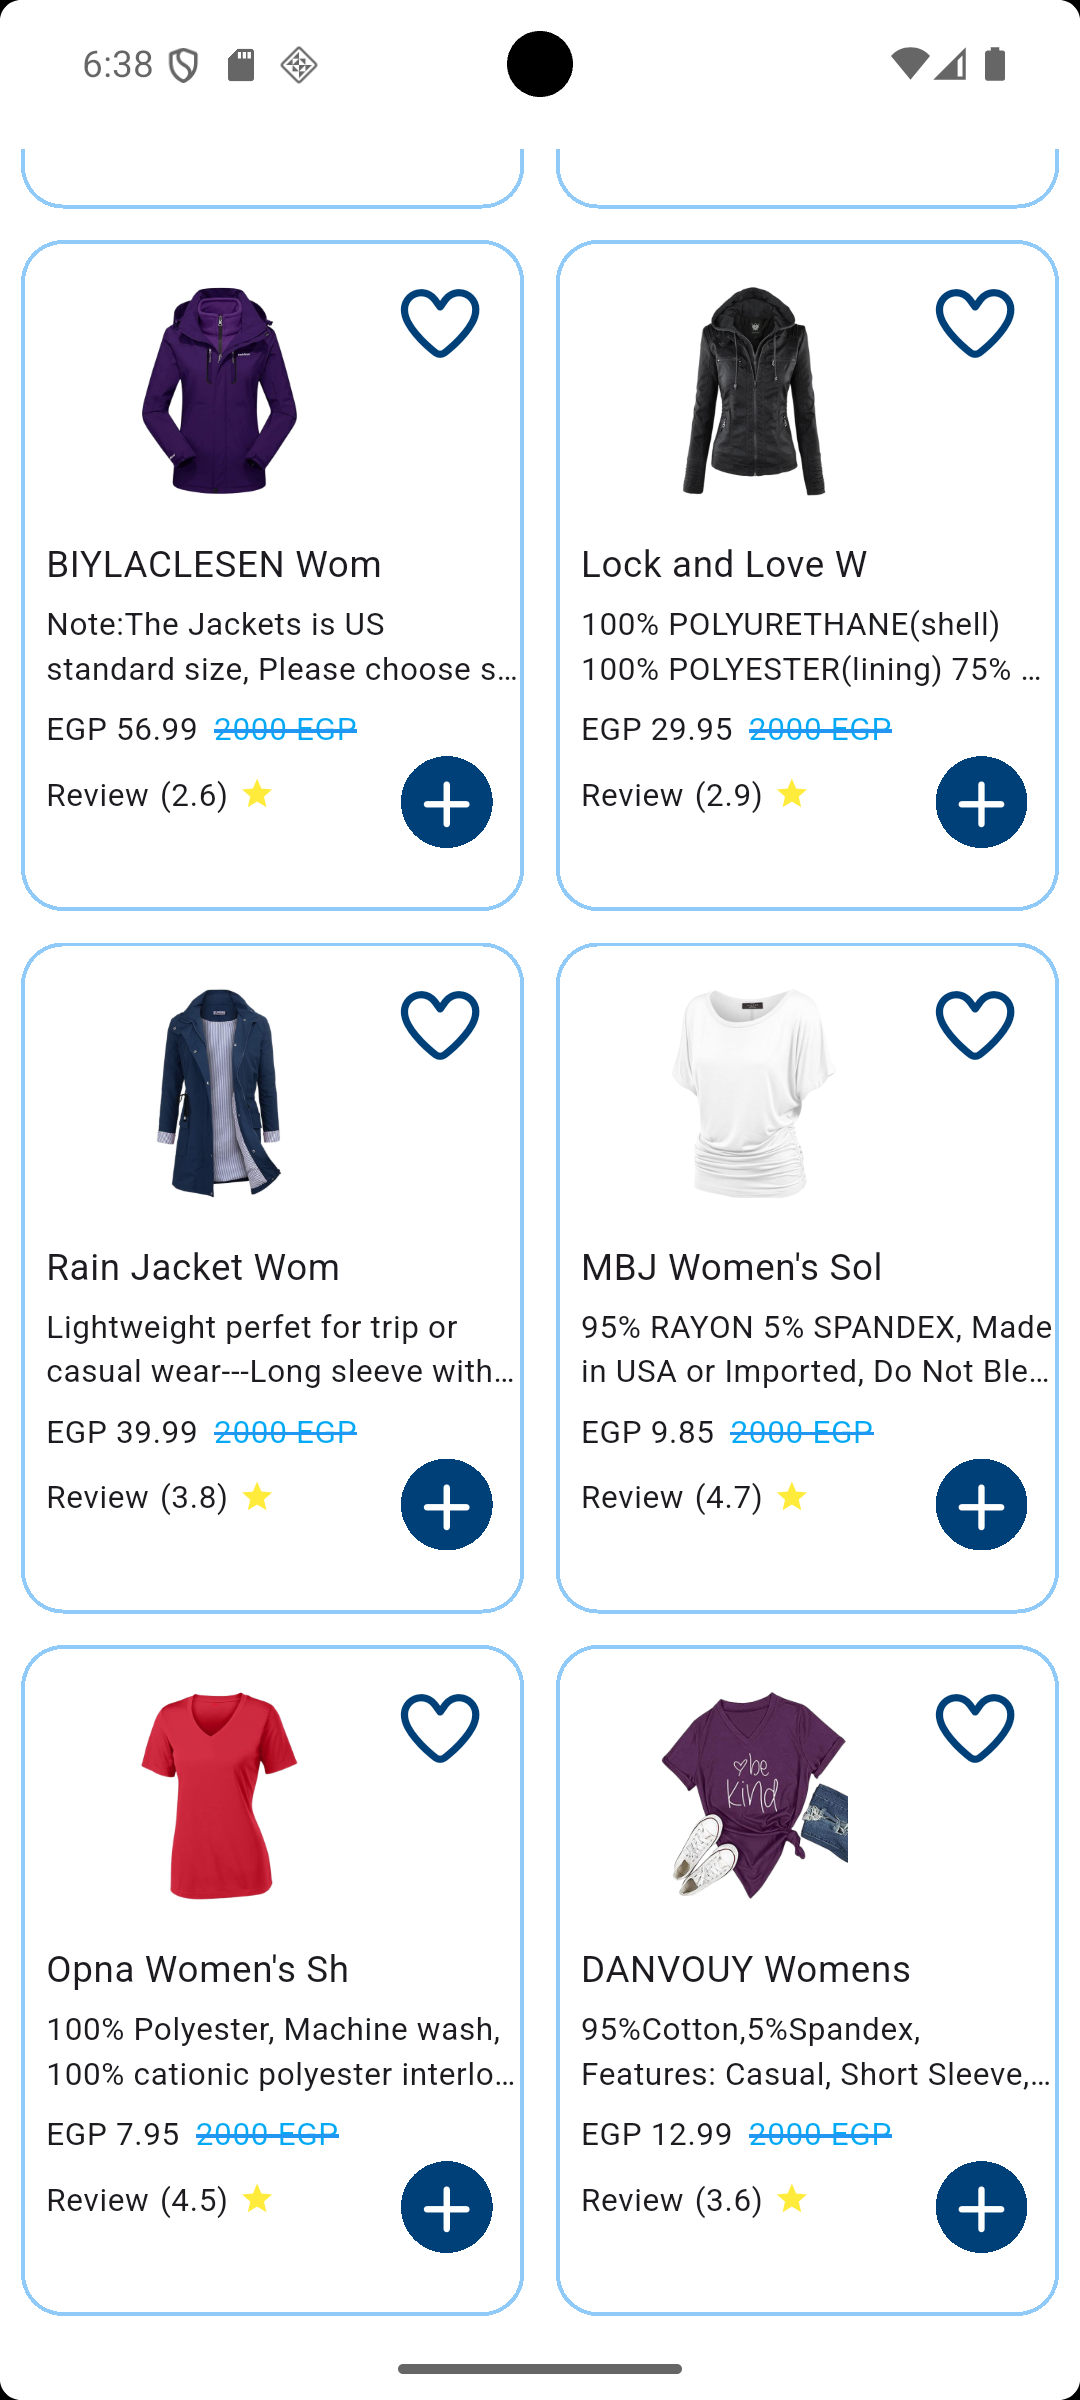 6:38
BIYLACLESEN Wom
Note:The Jackets is US
standard size, Please choose s…
EGP 56.99 2000 EGP
Review (2.6)
Lock and Love W
100% POLYURETHANE(shell)
100% POLYESTER(lining) 75% …
EGP 29.95 2000 EGP
Review (2.9)
Rain Jacket Wom
Lightweight perfet for trip or
casual wear---Long sleeve with…
EGP 39.99 2000 EGP
Review (3.8)
MBJ Women's Sol
95% RAYON 5% SPANDEX, Made
in USA or Imported, Do Not Ble…
EGP 9.85 2000 EGP
Review (4.7)
Opna Women's Sh
100% Polyester, Machine wash,
100% cationic polyester interlo…
EGP 7.95 2000 EGP
Review (4.5)
be
kind
DANVOUY Womens
95%Cotton,5%Spandex,
Features: Casual, Short Sleeve,…
EGP 12.99 2000 EGP
Review (3.6)